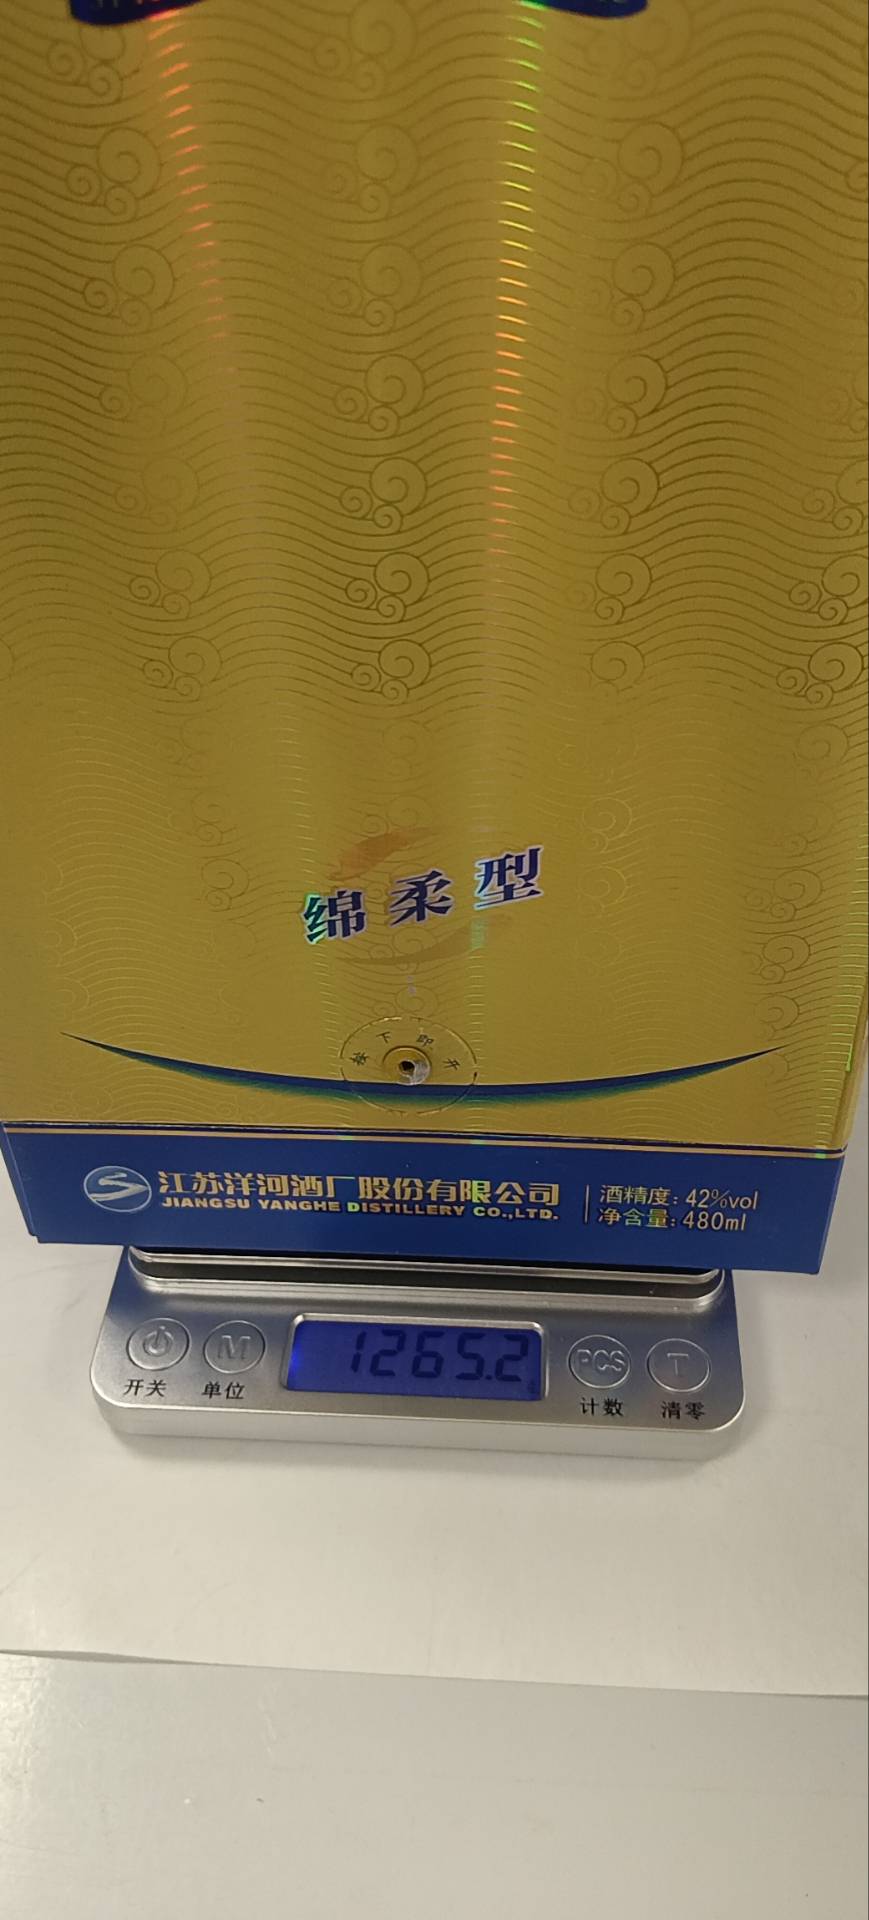 绵柔型
按下即开
江苏洋河酒厂股份有限公司
JIANGSU YANGHE DISTILLERY CO.,LTD.
酒精度:42%vol
净含量:480ml
1265.2
M
PCS
T
开关
单位
计数
清零